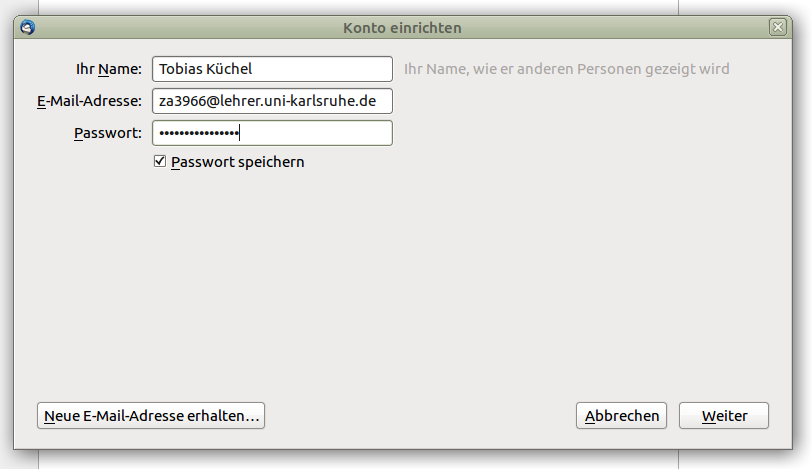 Konto einrichten
Ihr Name: Tobias Küchel Ihr Name, wie er anderen Personen gezeigt wird
E-Mail-Adresse: za3966@lehrer.uni-karlsruhe.de
Passwort: ••••••••••••••••
Passwort speichern
Neue E-Mail-Adresse erhalten... Abbrechen Weiter